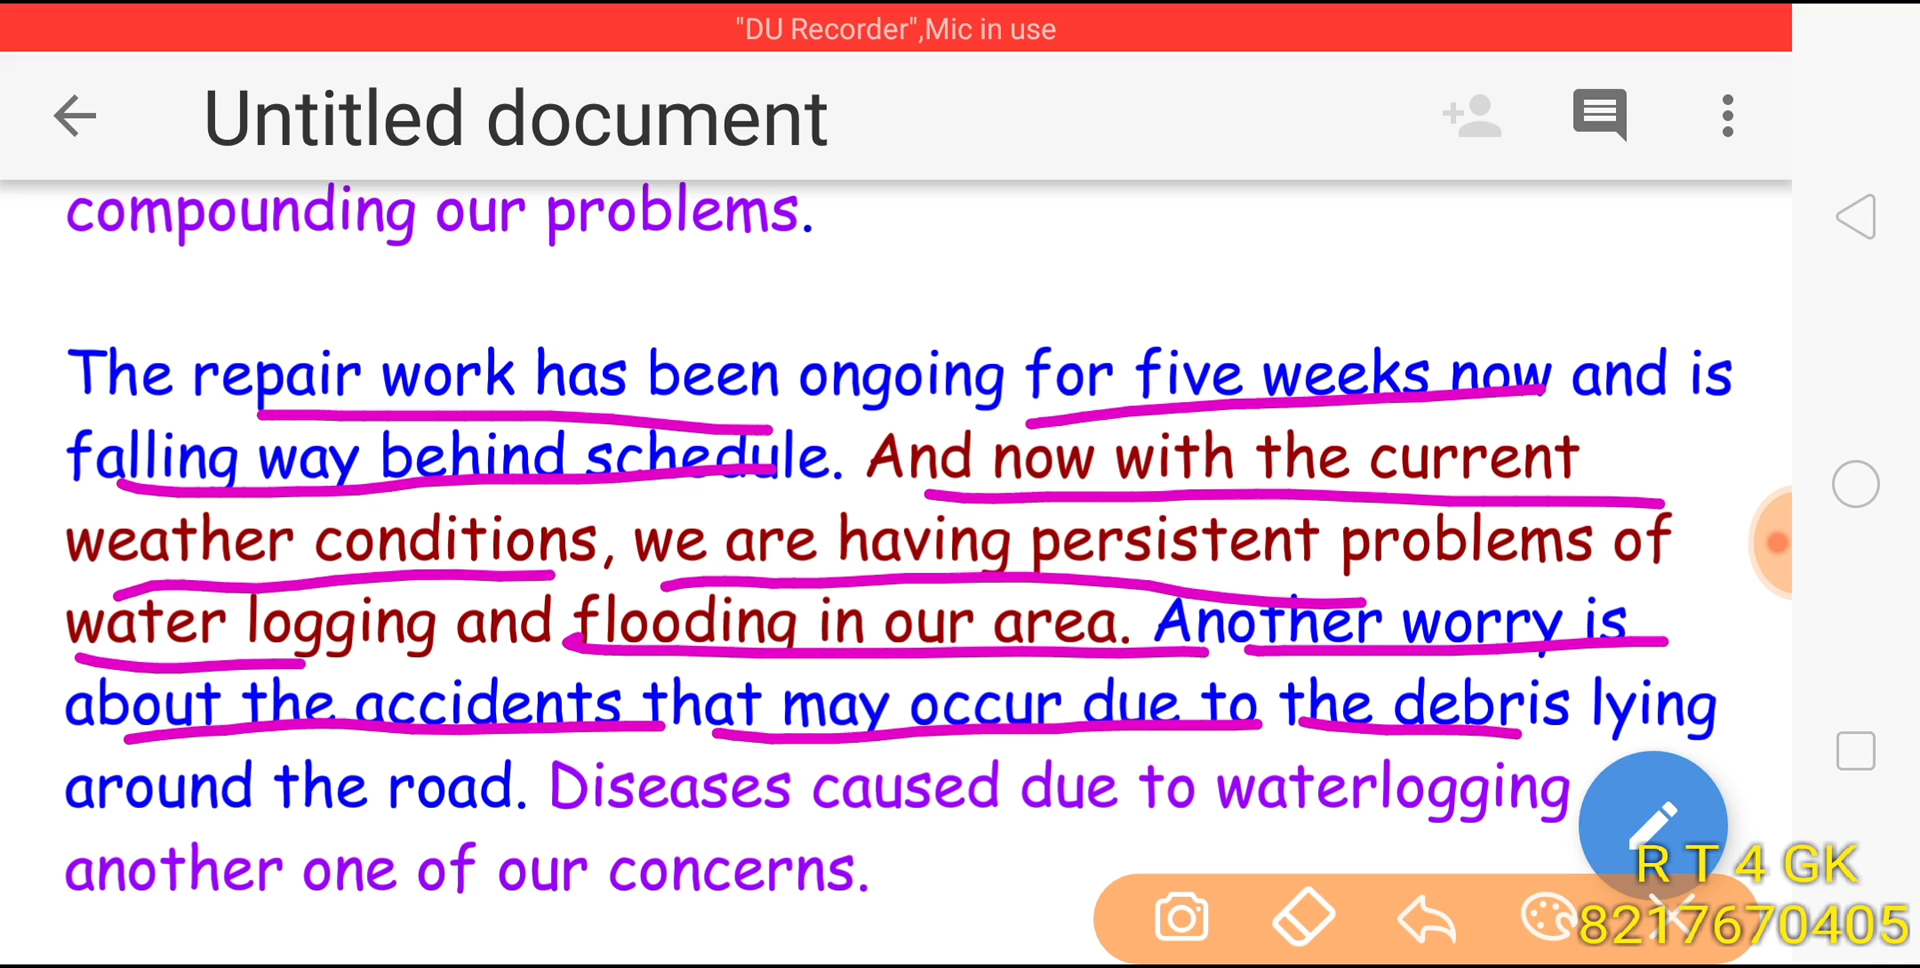 "DU Recorder",Mic in use
Untitled document
compounding our problems.
The repair work has been ongoing for five weeks now and is
falling way behind schedule. And now with the current
weather conditions, we are having persistent problems of
water logging and flooding in our area. Another worry is
about the accidents that may occur due to the debris lying
around the road. Diseases caused due to waterlogging
another one of our concerns.
R T 4 GK
8217670405